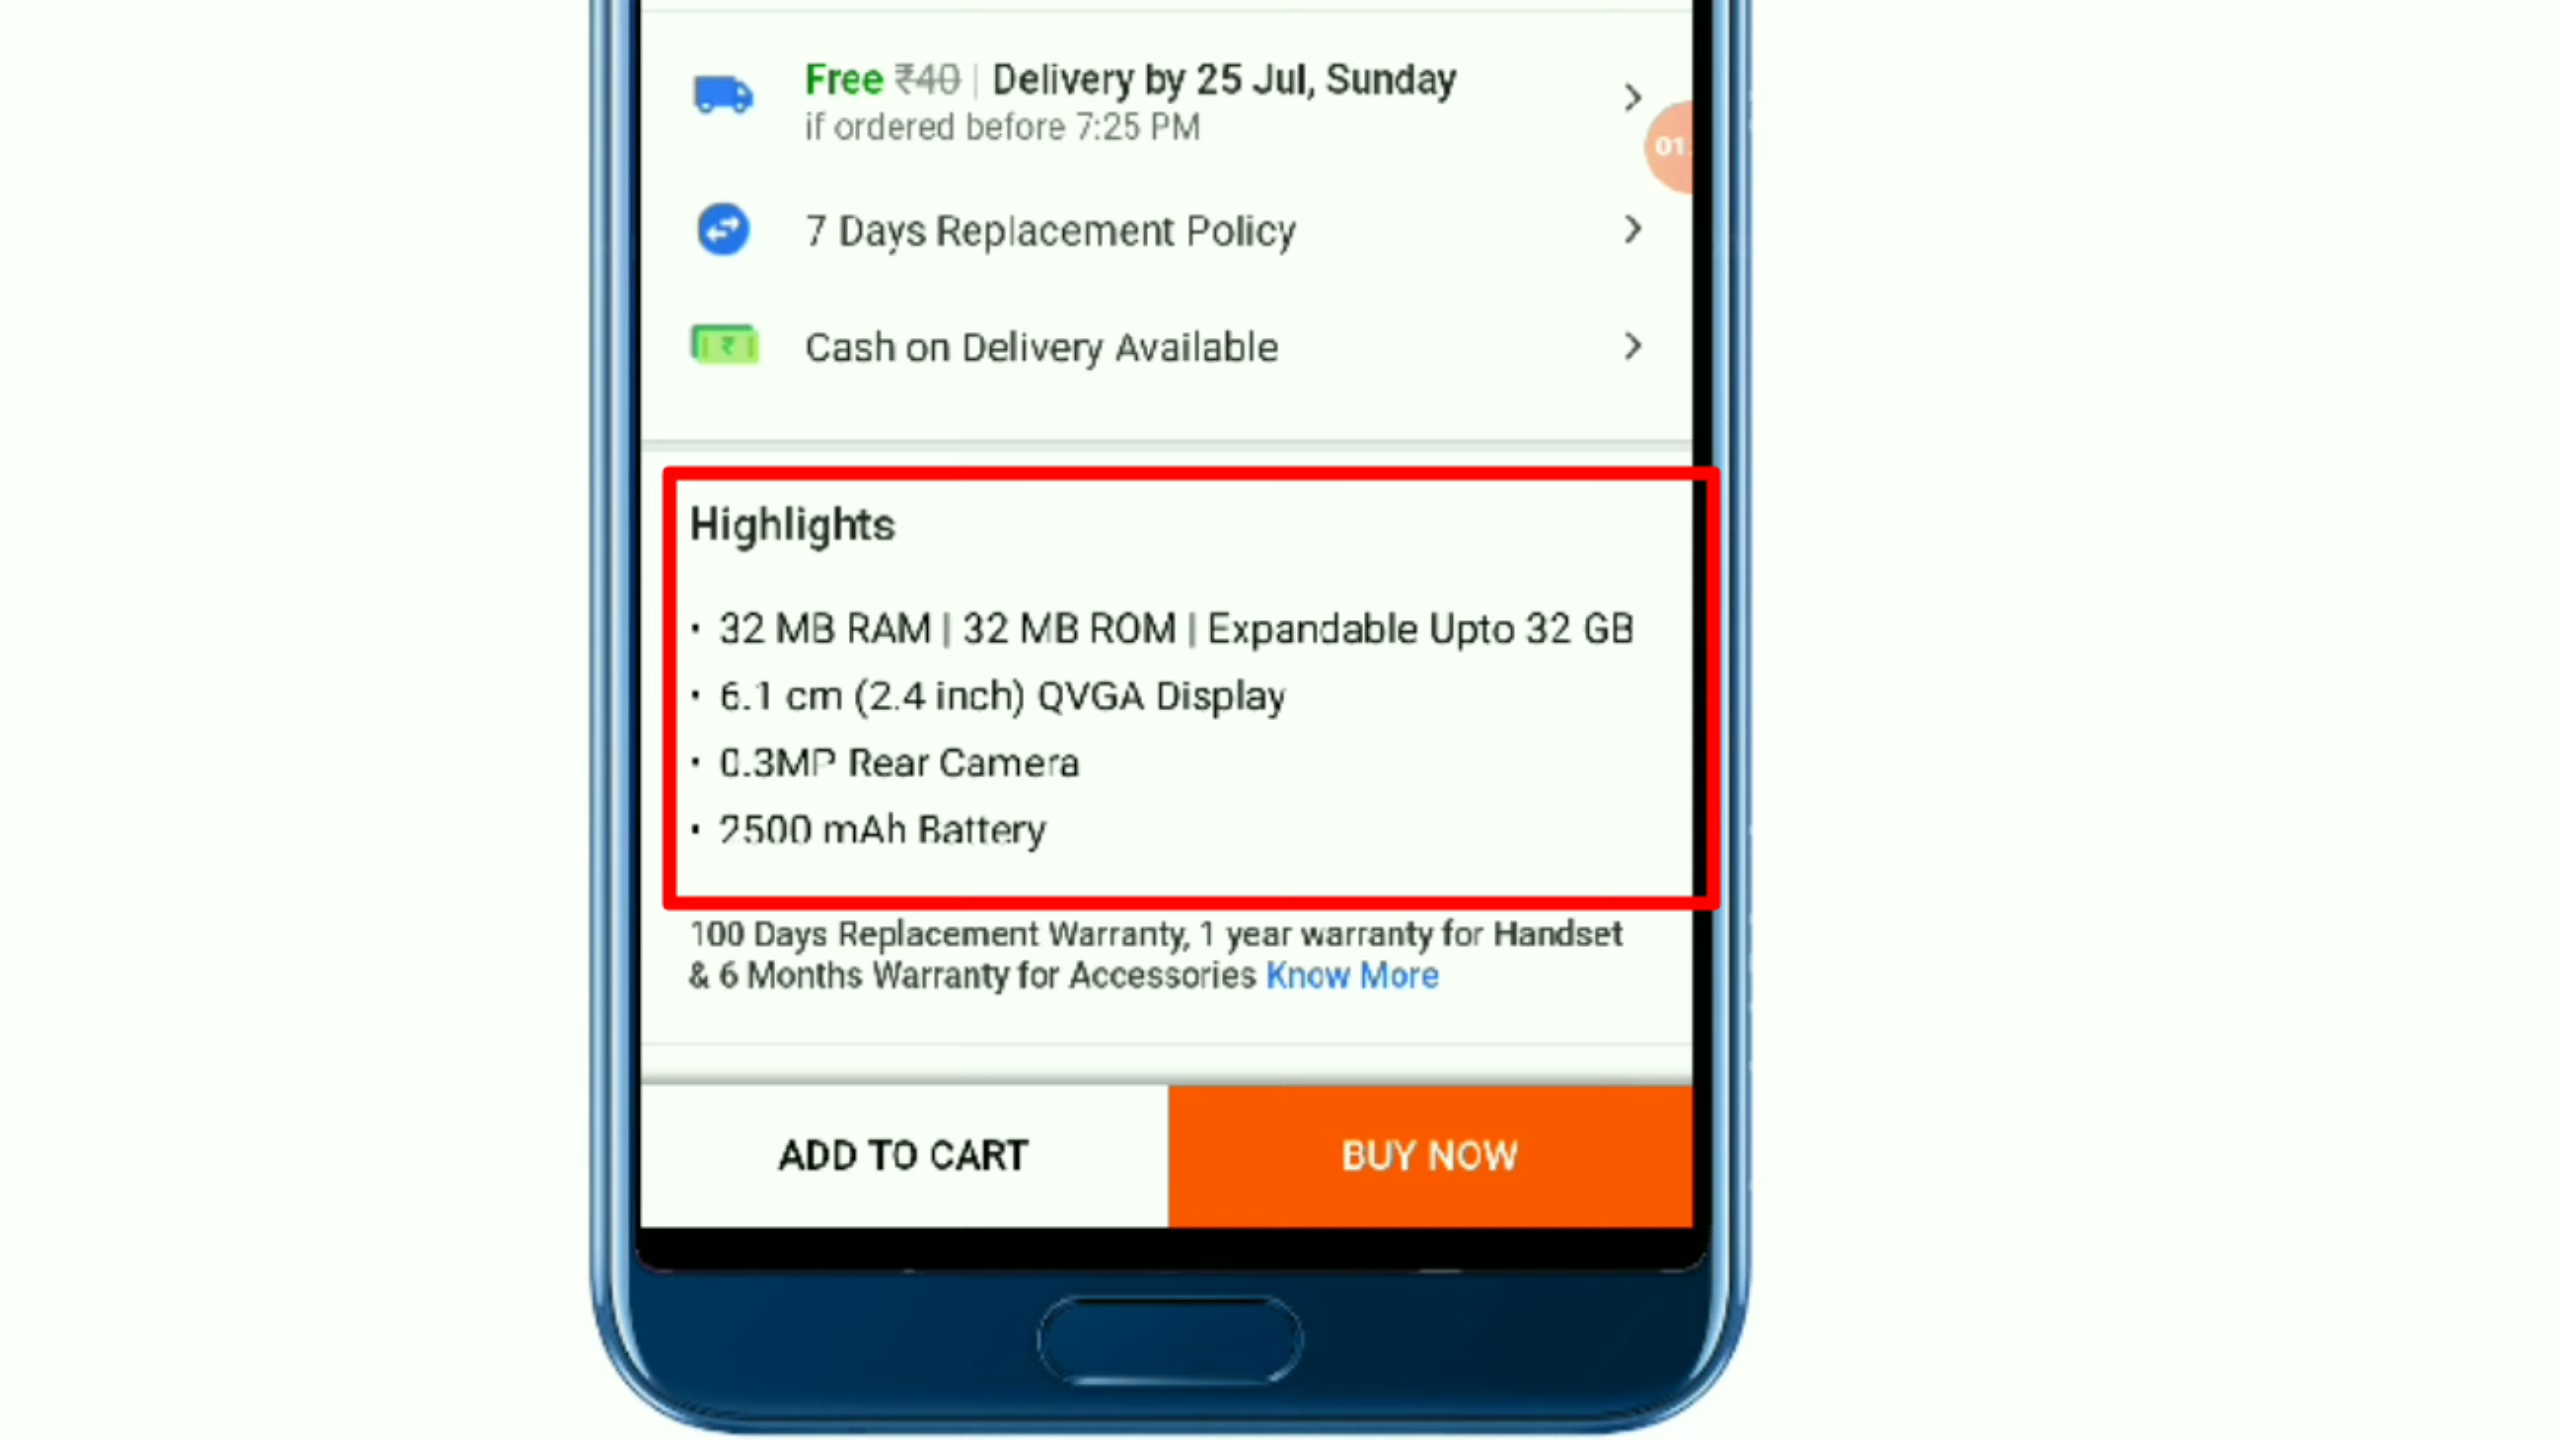 Free ₹40 | Delivery by 25 Jul, Sunday
if ordered before 7:25 PM
01
7 Days Replacement Policy
₹
Cash on Delivery Available
Highlights
· 32 MB RAM | 32 MB ROM | Expandable Upto 32 GB
· 6.1 cm (2.4 inch) QVGA Display
· 0.3MP Rear Camera
· 2500 mAh Battery
100 Days Replacement Warranty, 1 year warranty for Handset
& 6 Months Warranty for Accessories Know More
ADD TO CART
BUY NOW